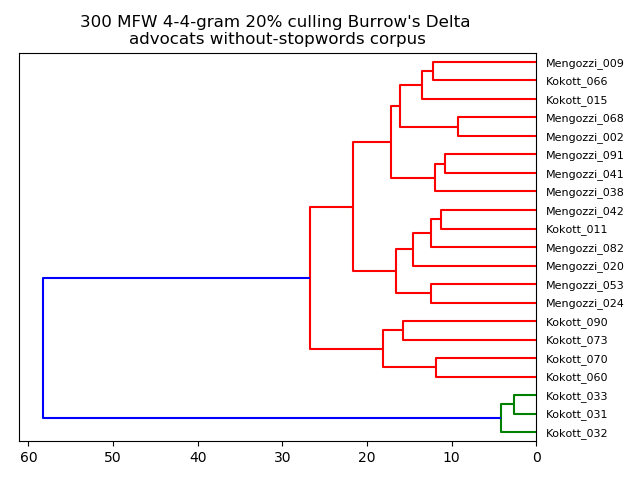 300 MFW 4-4-gram 20% culling Burrow's Delta
advocats without-stopwords corpus
Mengozzi_009
Kokott_066
Kokott_015
Mengozzi_068
Mengozzi_002
Mengozzi_091
Mengozzi_041
Mengozzi_038
Mengozzi_042
Kokott_011
Mengozzi_082
Mengozzi_020
Mengozzi_053
Mengozzi_024
Kokott_090
Kokott_073
Kokott_070
Kokott_060
Kokott_033
Kokott_031
Kokott_032
60 50 40 30 20 10 0